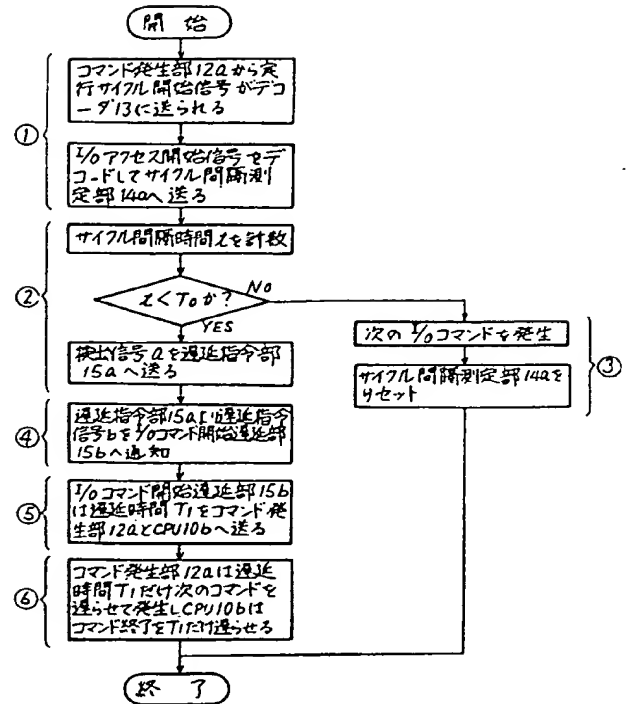 開始
①
コマンド発生部12aから実
行サイクル開始信号がデコ
ーダ13に送られる
I/Oアクセス開始信号をデ
コードしてサイクル間隔測
定部14aへ送る
②
サイクル間隔時間tを計数
t<T₀か?
NO
YES
検出信号aを遅延指令部
15aへ送る
次のI/Oコマンドを発生
③
サイクル間隔測定部14aを
リセット
④
遅延指令部15aは遅延指令
信号bをI/Oコマンド開始遅延部
15bへ通知
⑤
I/Oコマンド開始遅延部15b
は遅延時間T₁をコマンド発
生部12aとCPU10bへ送る
⑥
コマンド発生部12aは遅延
時間T₁だけ次のコマンドを
遅らせて発生しCPU10bは
コマンド終了をT₁だけ遅らせる
終了